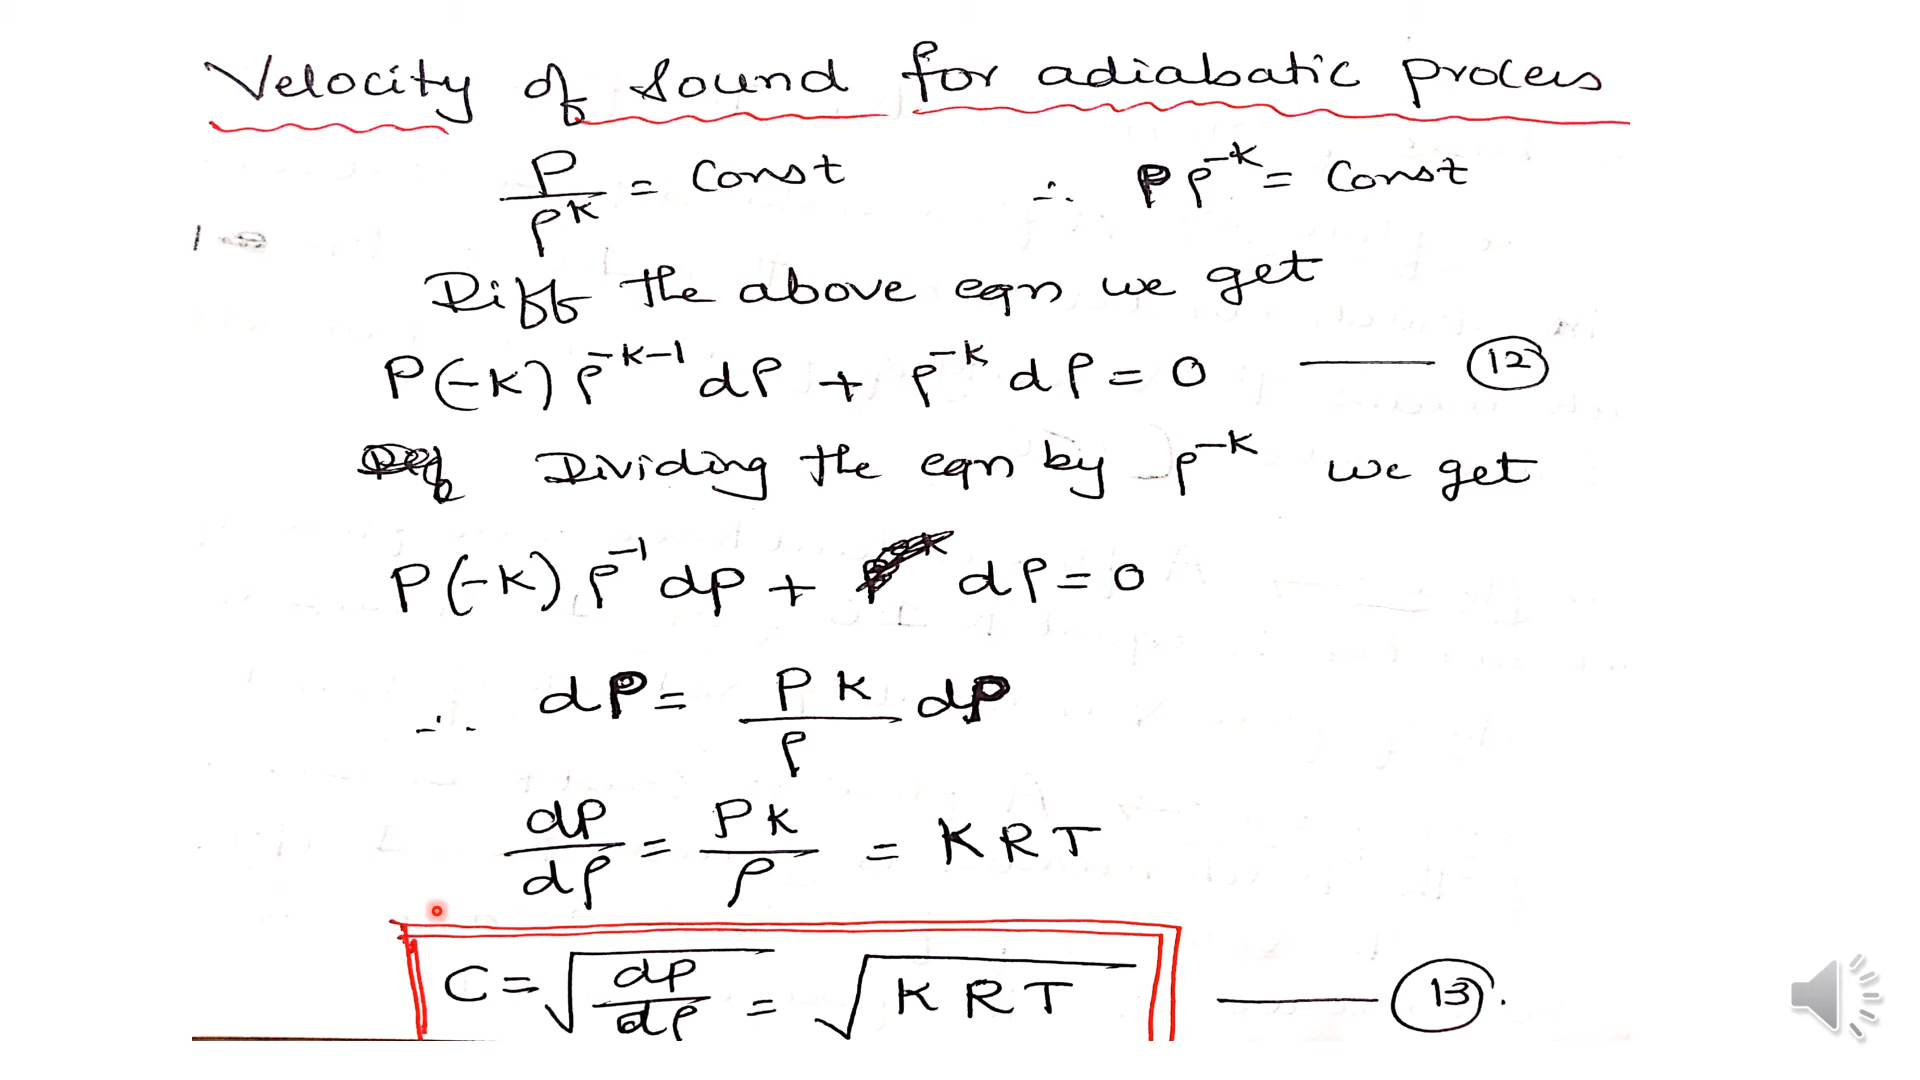 Velocity of Sound for adiabatic process
P/ρ^K = Const ∴ P ρ^-K = Const
Diff the above eqn we get
P(-K) ρ^-K-1 dρ + ρ^-K dρ = 0 —— (12)
Dividing the eqn by ρ^-K we get
P(-K) ρ^-1 dp + dρ = 0
∴ dP = PK/ρ dρ
dp/dρ = PK/ρ = KRT
C = √(dp/dρ) = √(KRT) —— (13).